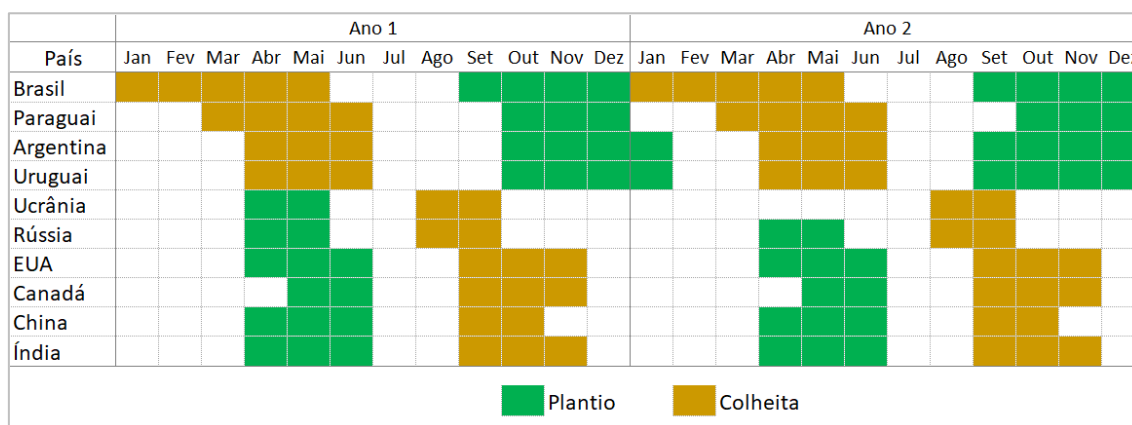 Ano 1 Ano 2
País Jan Fev Mar Abr Mai Jun Jul Ago Set Out Nov Dez Jan Fev Mar Abr Mai Jun Jul Ago Set Out Nov De
Brasil
Paraguai
Argentina
Uruguai
Ucrânia
Rússia
EUA
Canadá
China
Índia
Plantio Colheita